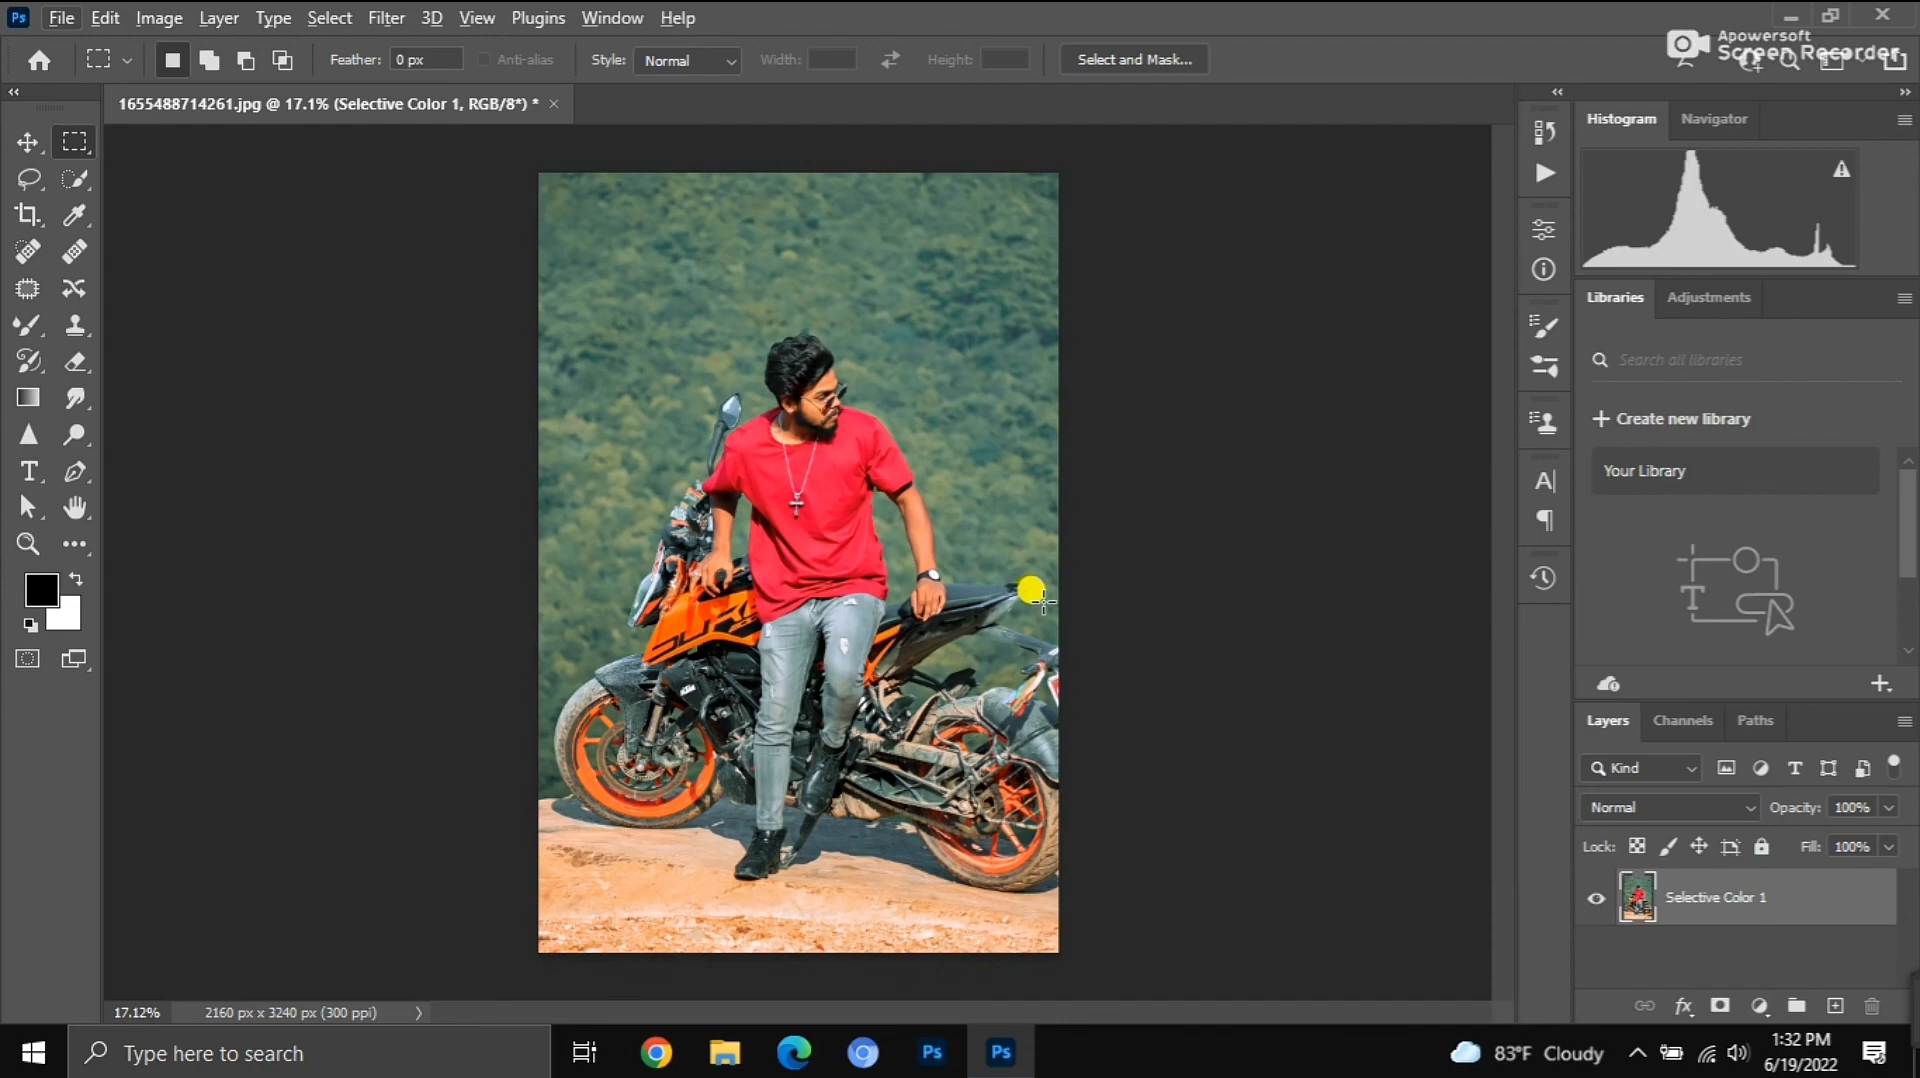 Ps File Edit Image Layer Type Select Filter 3D View Plugins Window Help
Apowersoft
Screen Recorder
Feather: 0 px Anti-alias Style: Normal Width: Height: Select and Mask...
1655488714261.jpg @ 17.1% (Selective Color 1, RGB/8*) *
Histogram Navigator
Libraries Adjustments
Search all libraries
Create new library
Your Library
DUKE
KTM
Layers Channels Paths
Kind
Normal Opacity: 100%
Lock: Fill: 100%
Selective Color 1
17.12% 2160 px x 3240 px (300 ppi)
Type here to search
Ps
Ps
83°F Cloudy
1:32 PM
6/19/2022